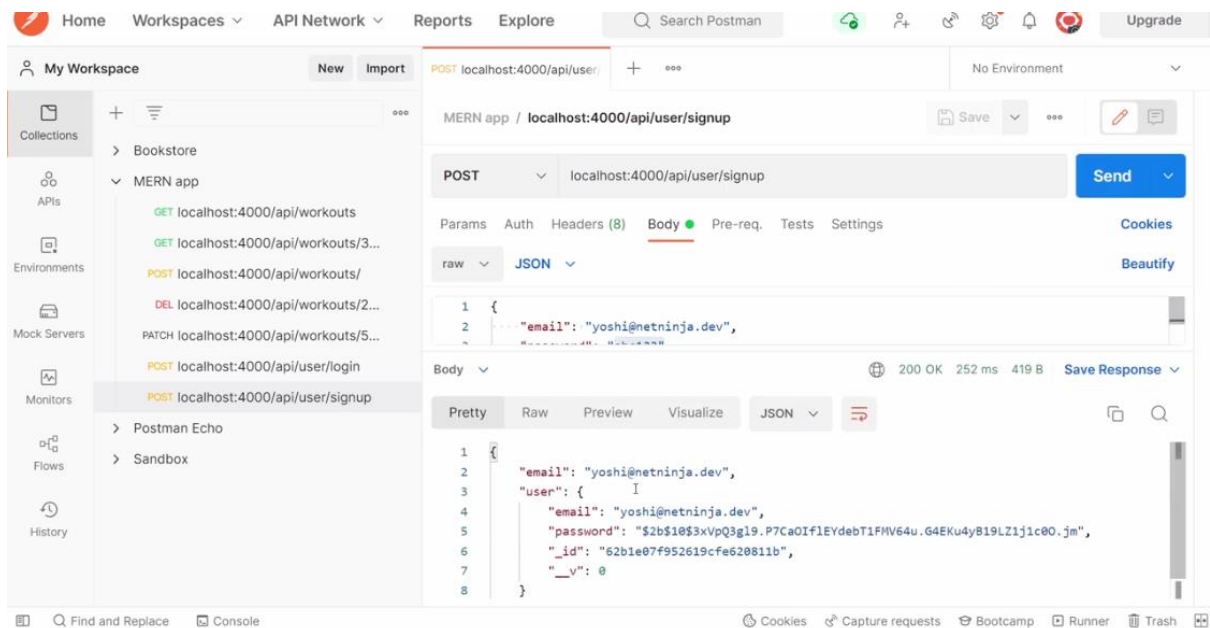 Home Workspaces API Network Reports Explore Search Postman Upgrade
My Workspace New Import POST localhost:4000/api/user No Environment
Collections
APIs
Environments
Mock Servers
Monitors
Flows
History
Bookstore
MERN app
GET localhost:4000/api/workouts
GET localhost:4000/api/workouts/3...
POST localhost:4000/api/workouts/
DEL localhost:4000/api/workouts/2...
PATCH localhost:4000/api/workouts/5...
POST localhost:4000/api/user/login
POST localhost:4000/api/user/signup
Postman Echo
Sandbox
MERN app / localhost:4000/api/user/signup Save
POST localhost:4000/api/user/signup Send
Params Auth Headers (8) Body Pre-req. Tests Settings Cookies
raw JSON Beautify
1 {
2 "email": "yoshi@netninja.dev",
Body 200 OK 252 ms 419 B Save Response
Pretty Raw Preview Visualize JSON
1 {
2 "email": "yoshi@netninja.dev",
3 "user": {
4 "email": "yoshi@netninja.dev",
5 "password": "$2b$10$3xVpQ3gl9.P7CaOIflEYdebT1FMV64u.G4EKu4yB19LZ1j1c0O.jm",
6 "_id": "62b1e07f952619cfe620811b",
7 "__v": 0
8 }
Find and Replace Console Cookies Capture requests Bootcamp Runner Trash